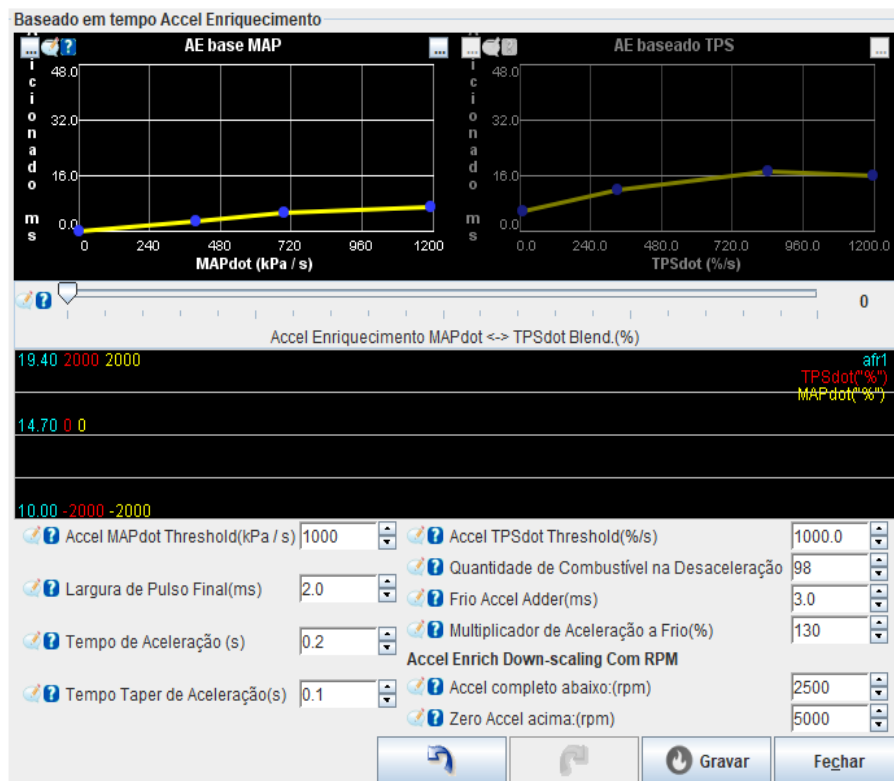 Baseado em tempo Accel Enriquecimento
... ? AE base MAP ...
icionado ms
48.0
32.0
16.0
0.0
0 240 480 720 960 1200
MAPdot (kPa / s)
... ? AE baseado TPS ...
icionado ms
48.0
32.0
16.0
0.0
0.0 240.0 480.0 720.0 960.0 1200.0
TPSdot (%/s)
? 0
Accel Enriquecimento MAPdot <-> TPSdot Blend.(%)
19.40 2000 2000 afr1
TPSdot("%")
MAPdot("%")
14.70 0 0
10.00 -2000 -2000
? Accel MAPdot Threshold(kPa / s) 1000
? Largura de Pulso Final(ms) 2.0
? Tempo de Aceleração (s) 0.2
? Tempo Taper de Aceleração(s) 0.1
? Accel TPSdot Threshold(%/s) 1000.0
? Quantidade de Combustível na Desaceleração 98
? Frio Accel Adder(ms) 3.0
? Multiplicador de Aceleração a Frio(%) 130
Accel Enrich Down-scaling Com RPM
? Accel completo abaixo:(rpm) 2500
? Zero Accel acima:(rpm) 5000
Gravar
Fechar